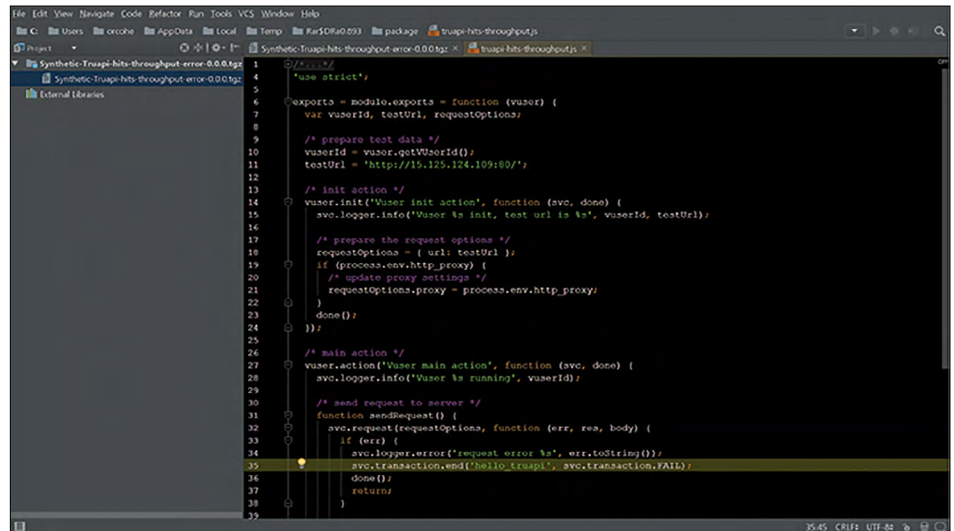 File Edit View Navigate Code Refactor Run Tools VCS Window Help
C: Users orcohe AppData Local Temp Rar$DRa0.693 package truapi-hits-throughput.js
Project Synthetic-Truapi-hits-throughput-error-0.0.0.tgz truapi-hits-throughput.js
Synthetic-Truapi-hits-throughput-error-0.0.0.tgz
Synthetic-Truapi-hits-throughput-error-0.0.0.tgz
External Libraries
1 /*...*/
4 'use strict';
5
6 exports = module.exports = function (vuser) {
7 var vuserId, testUrl, requestOptions;
8
9 /* prepare test data */
10 vuserId = vuser.getVUserId();
11 testUrl = 'http://15.125.124.109:80/';
12
13 /* init action */
14 vuser.init('Vuser init action', function (svc, done) {
15 svc.logger.info('Vuser %s init, test url is %s', vuserId, testUrl);
16
17 /* prepare the request options */
18 requestOptions = { url: testUrl };
19 if (process.env.http_proxy) {
20 /* update proxy settings */
21 requestOptions.proxy = process.env.http_proxy;
22 }
23 done();
24 });
25
26 /* main action */
27 vuser.action('Vuser main action', function (svc, done) {
28 svc.logger.info('Vuser %s running', vuserId);
29
30 /* send request to server */
31 function sendRequest() {
32 svc.request(requestOptions, function (err, res, body) {
33 if (err) {
34 svc.logger.error('request error %s', err.toString());
35 svc.transaction.end('hello_truapi', svc.transaction.FAIL);
36 done();
37 return;
38 }
39
35:45 CRLF UTF-8